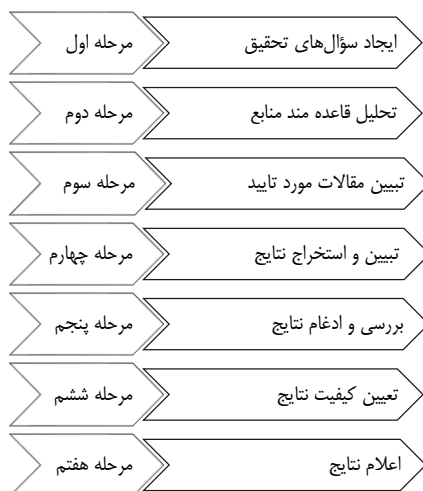 مرحله اول ایجاد سؤال‌های تحقیق
مرحله دوم تحلیل قاعده مند منابع
مرحله سوم تبیین مقالات مورد تایید
مرحله چهارم تبیین و استخراج نتایج
مرحله پنجم بررسی و ادغام نتایج
مرحله ششم تعیین کیفیت نتایج
مرحله هفتم اعلام نتایج